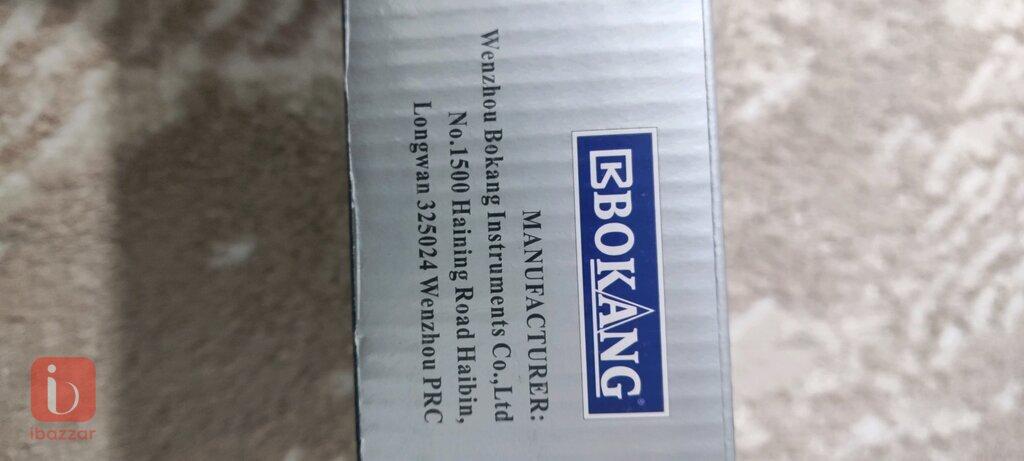 BOKANG®
MANUFACTURER:
Wenzhou Bokang Instruments Co.,Ltd
No.1500 Haining Road Haibin,
Longwan 325024 Wenzhou PRC
ibazzar